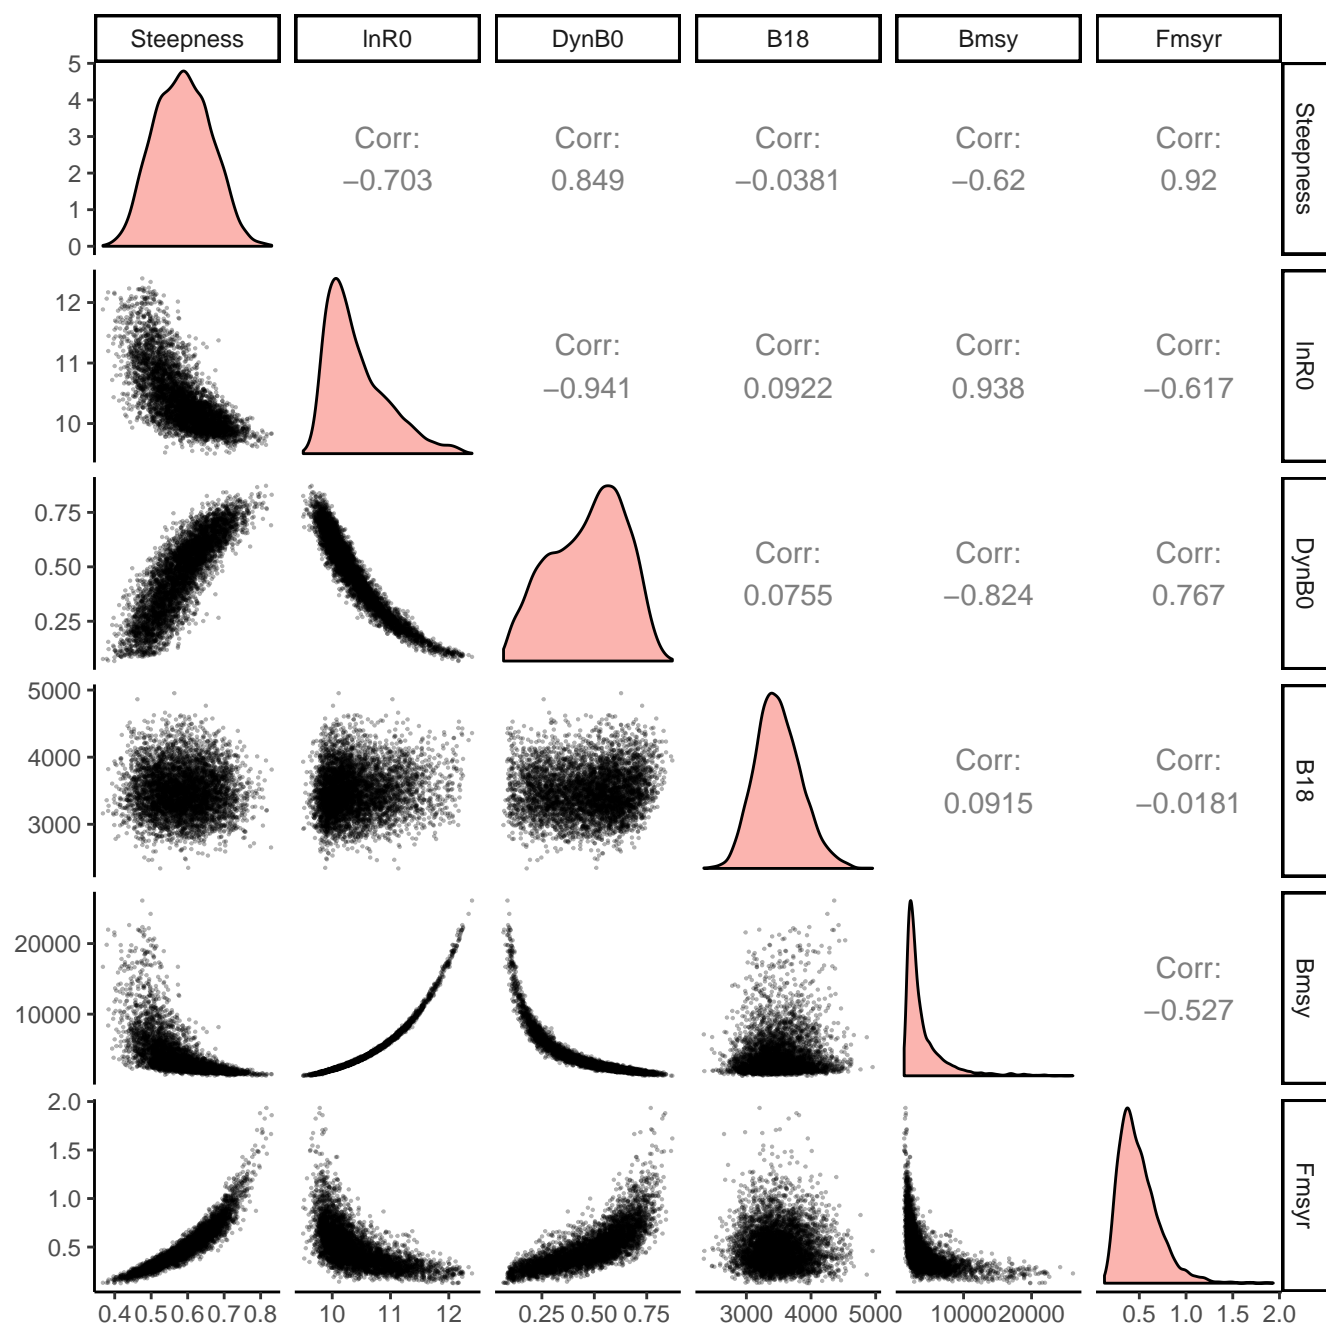 Steepness lnR0 DynB0 B18 Bmsy Fmsyr
5
4
3
2
1
0
Corr: Corr: Corr: Corr: Corr:
−0.703 0.849 −0.0381 −0.62 0.92
Steepness
12
11
10
Corr: Corr: Corr: Corr:
−0.941 0.0922 0.938 −0.617
lnR0
0.75
0.50
0.25
Corr: Corr: Corr:
0.0755 −0.824 0.767
DynB0
5000
4000
3000
Corr: Corr:
0.0915 −0.0181
B18
20000
10000
Corr:
−0.527
Bmsy
2.0
1.5
1.0
0.5
Fmsyr
0.4 0.5 0.6 0.7 0.8 10 11 12 0.25 0.50 0.75 3000 4000 5000 10000 20000 0.5 1.0 1.5 2.0